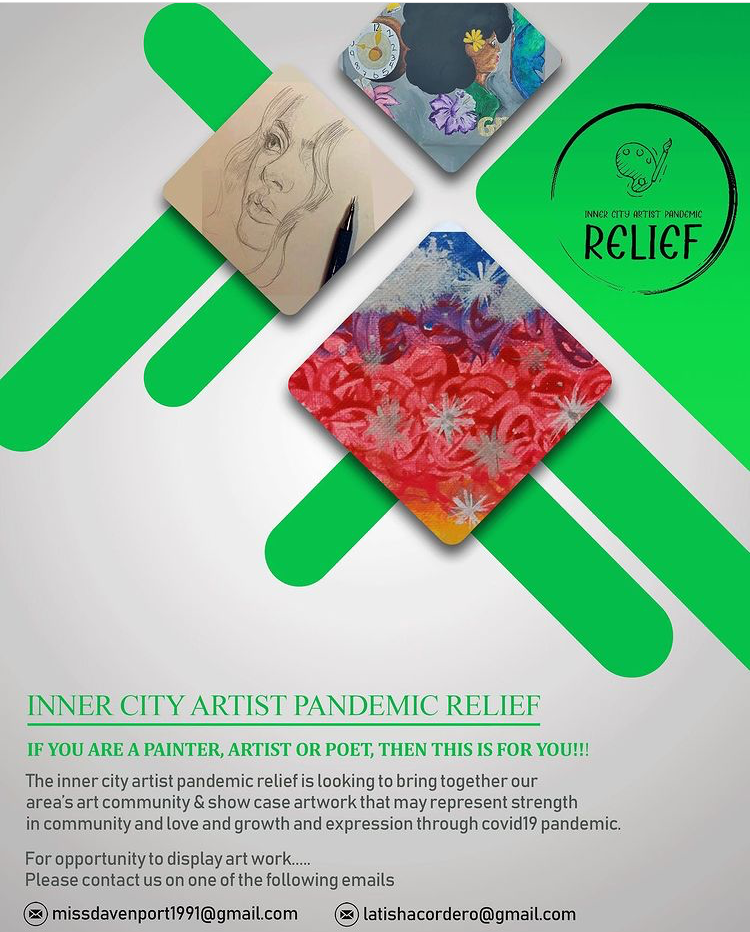 INNER CITY ARTIST PANDEMIC
RELIEF
INNER CITY ARTIST PANDEMIC RELIEF
IF YOU ARE A PAINTER, ARTIST OR POET, THEN THIS IS FOR YOU!!!
The inner city artist pandemic relief is looking to bring together our
area's art community & show case artwork that may represent strength
in community and love and growth and expression through covid19 pandemic.
For opportunity to display art work.....
Please contact us on one of the following emails
missdavenport1991@gmail.com latishacordero@gmail.com